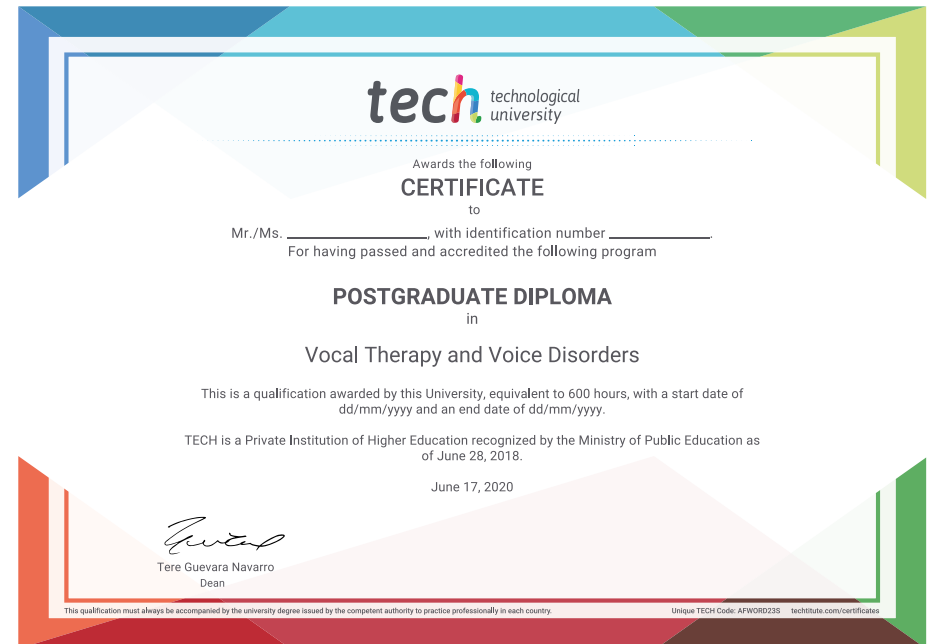 tech technological
university
Awards the following
CERTIFICATE
to
Mr./Ms. ____________________, with identification number ______________.
For having passed and accredited the following program
POSTGRADUATE DIPLOMA
in
Vocal Therapy and Voice Disorders
This is a qualification awarded by this University, equivalent to 600 hours, with a start date of
dd/mm/yyyy and an end date of dd/mm/yyyy.
TECH is a Private Institution of Higher Education recognized by the Ministry of Public Education as
of June 28, 2018.
June 17, 2020
Tere Guevara Navarro
Dean
This qualification must always be accompanied by the university degree issued by the competent authority to practice professionally in each country.
Unique TECH Code: AFWORD23S techtitute.com/certificates